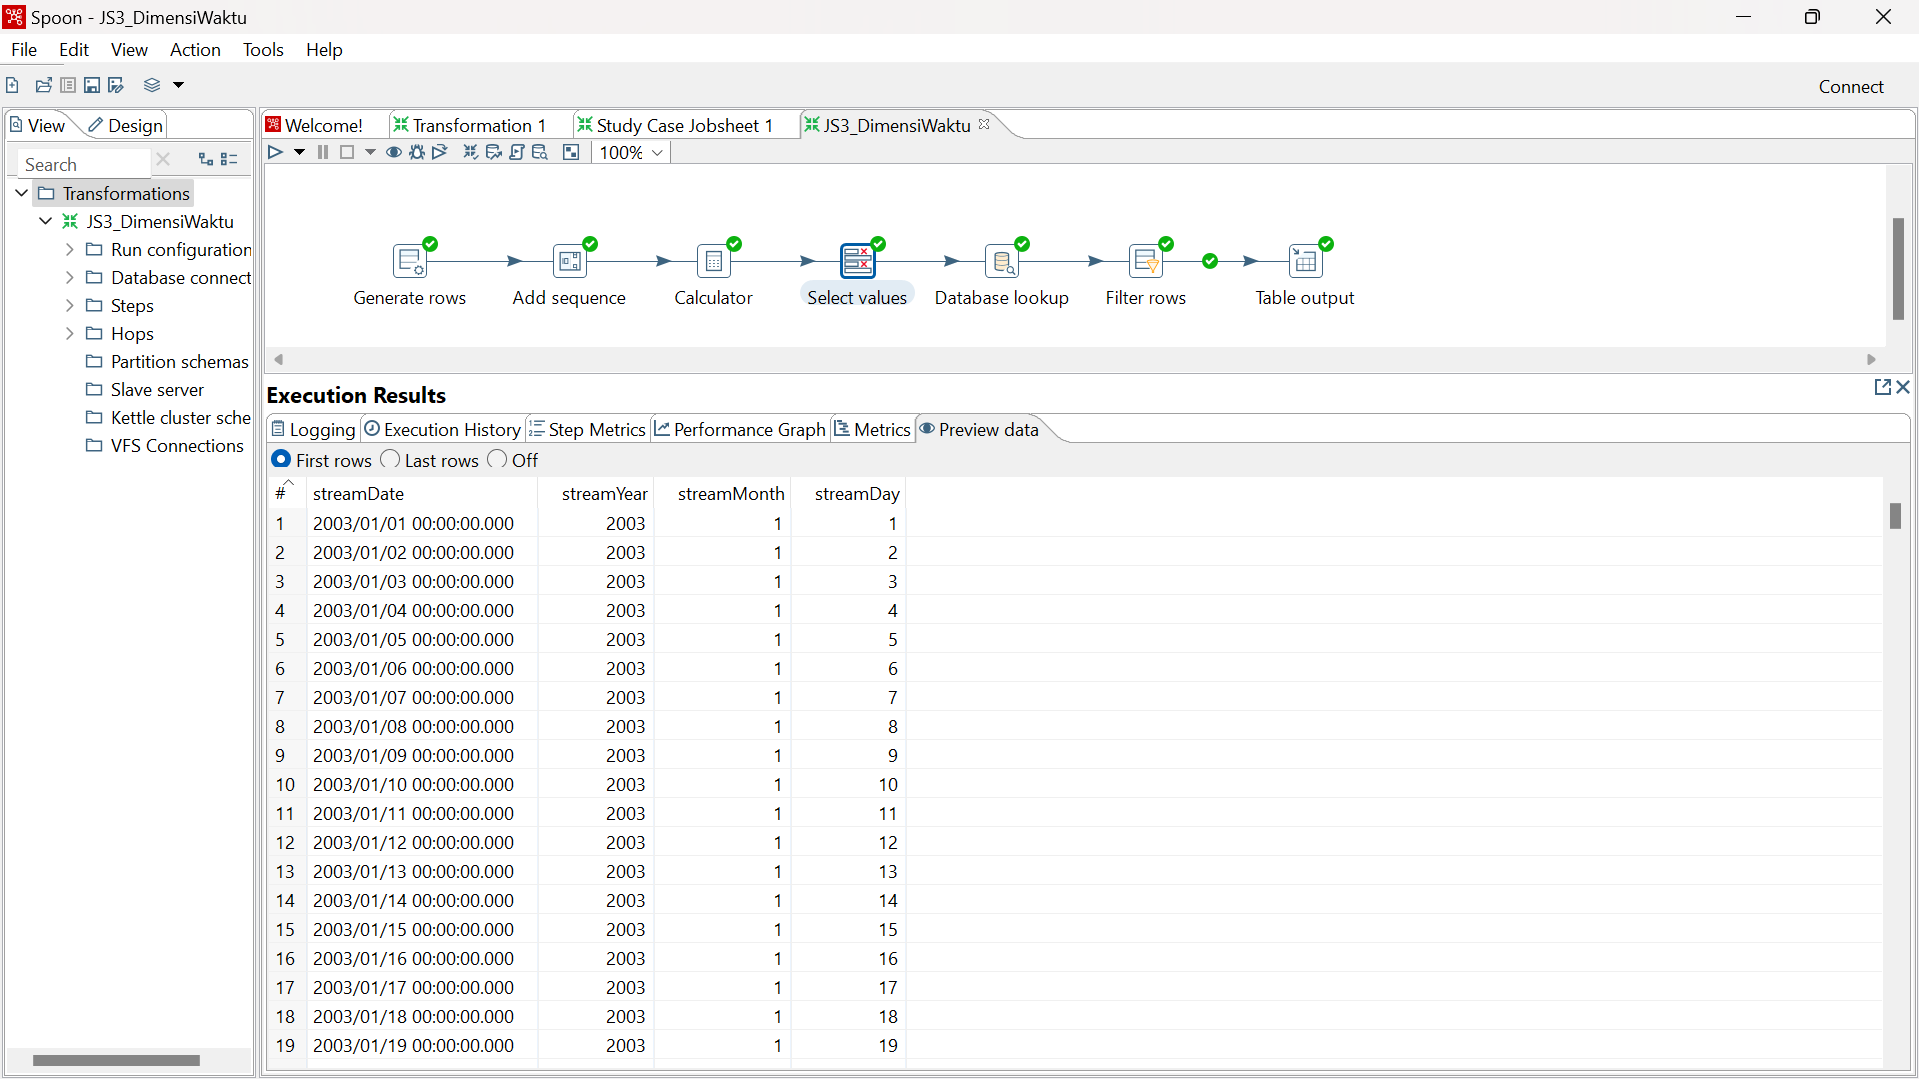 Spoon - JS3_DimensiWaktu
File Edit View Action Tools Help
Connect
View Design
Search
Transformations
JS3_DimensiWaktu
Run configuration
Database connect
Steps
Hops
Partition schemas
Slave server
Kettle cluster sche
VFS Connections
Welcome! Transformation 1 Study Case Jobsheet 1 JS3_DimensiWaktu
100%
Generate rows Add sequence Calculator Select values Database lookup Filter rows Table output
Execution Results
Logging Execution History Step Metrics Performance Graph Metrics Preview data
First rows Last rows Off
# streamDate streamYear streamMonth streamDay
1 2003/01/01 00:00:00.000 2003 1 1
2 2003/01/02 00:00:00.000 2003 1 2
3 2003/01/03 00:00:00.000 2003 1 3
4 2003/01/04 00:00:00.000 2003 1 4
5 2003/01/05 00:00:00.000 2003 1 5
6 2003/01/06 00:00:00.000 2003 1 6
7 2003/01/07 00:00:00.000 2003 1 7
8 2003/01/08 00:00:00.000 2003 1 8
9 2003/01/09 00:00:00.000 2003 1 9
10 2003/01/10 00:00:00.000 2003 1 10
11 2003/01/11 00:00:00.000 2003 1 11
12 2003/01/12 00:00:00.000 2003 1 12
13 2003/01/13 00:00:00.000 2003 1 13
14 2003/01/14 00:00:00.000 2003 1 14
15 2003/01/15 00:00:00.000 2003 1 15
16 2003/01/16 00:00:00.000 2003 1 16
17 2003/01/17 00:00:00.000 2003 1 17
18 2003/01/18 00:00:00.000 2003 1 18
19 2003/01/19 00:00:00.000 2003 1 19